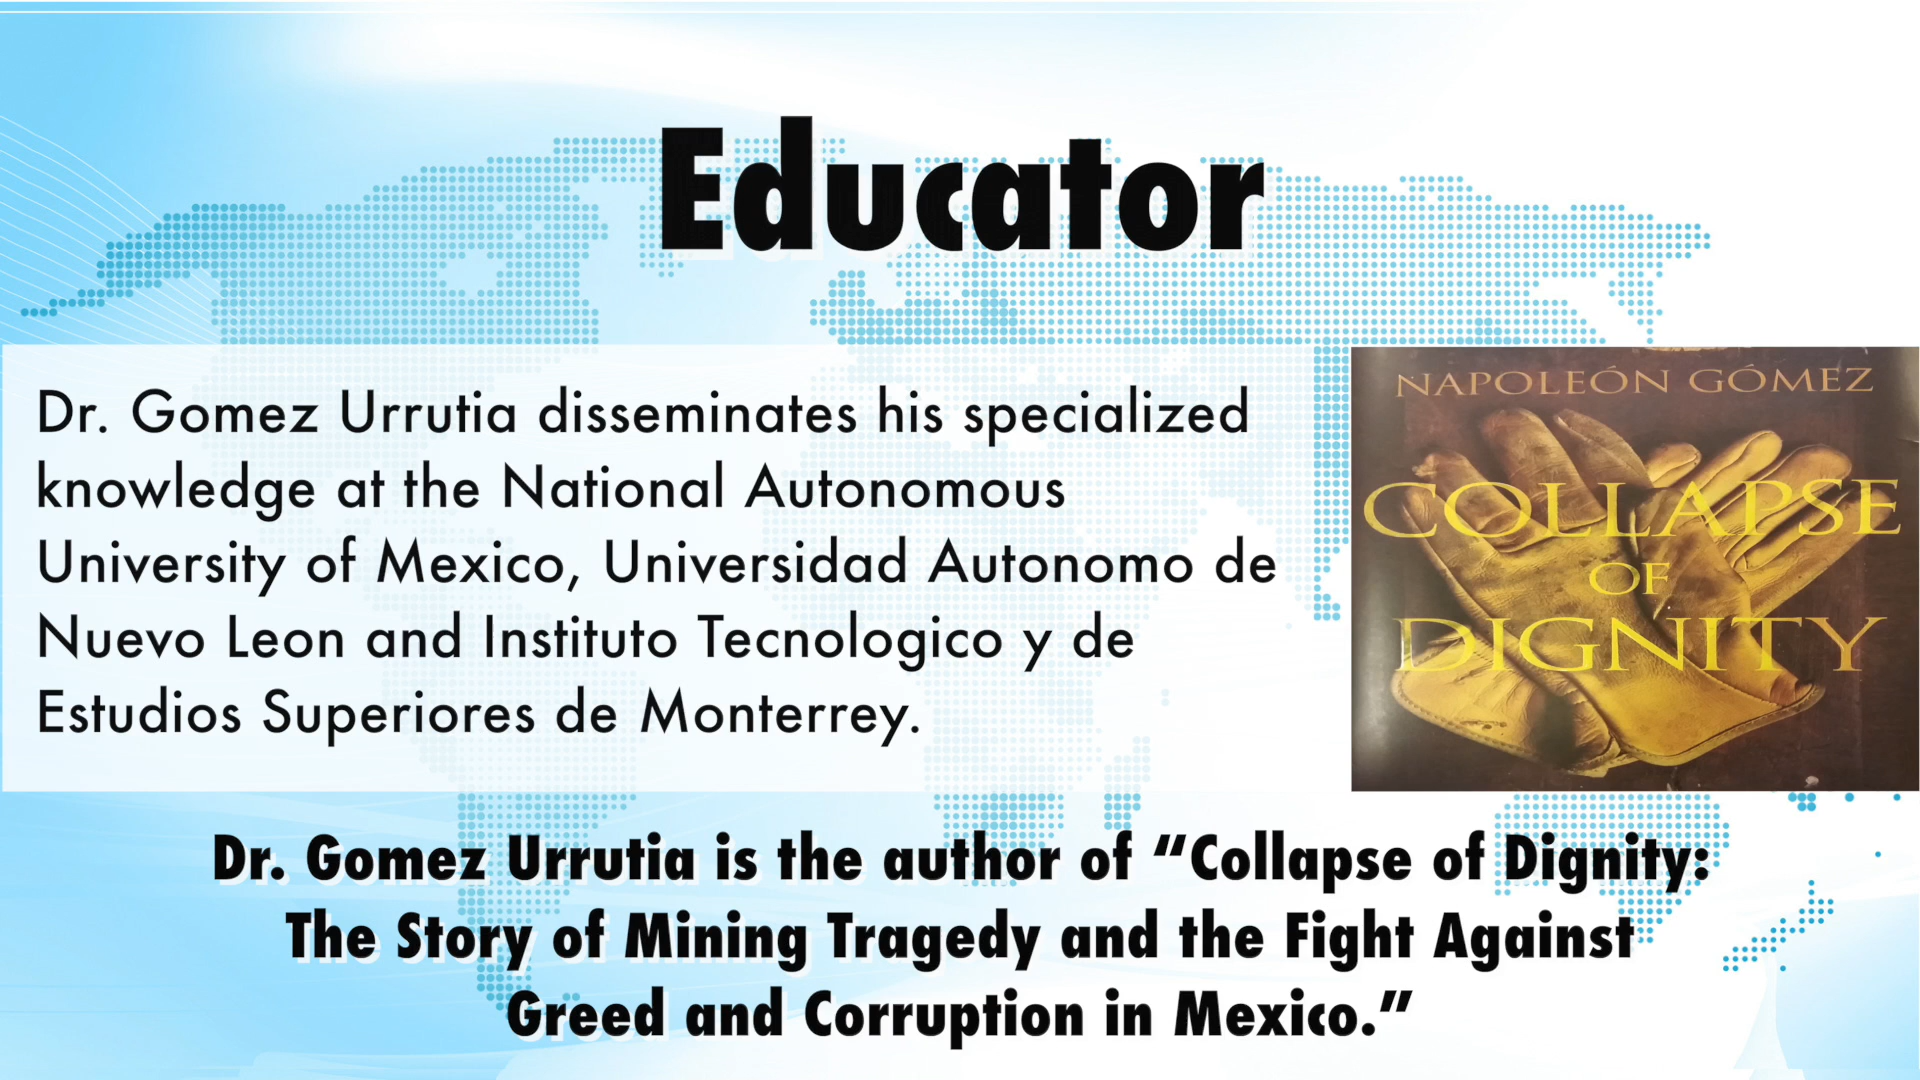 Educator
Dr. Gomez Urrutia disseminates his specialized
knowledge at the National Autonomous
University of Mexico, Universidad Autonomo de
Nuevo Leon and Instituto Tecnologico y de
Estudios Superiores de Monterrey.
NAPOLEÓN GÓMEZ
COLLAPSE
OF
DIGNITY
Dr. Gomez Urrutia is the author of “Collapse of Dignity:
The Story of Mining Tragedy and the Fight Against
Greed and Corruption in Mexico.”